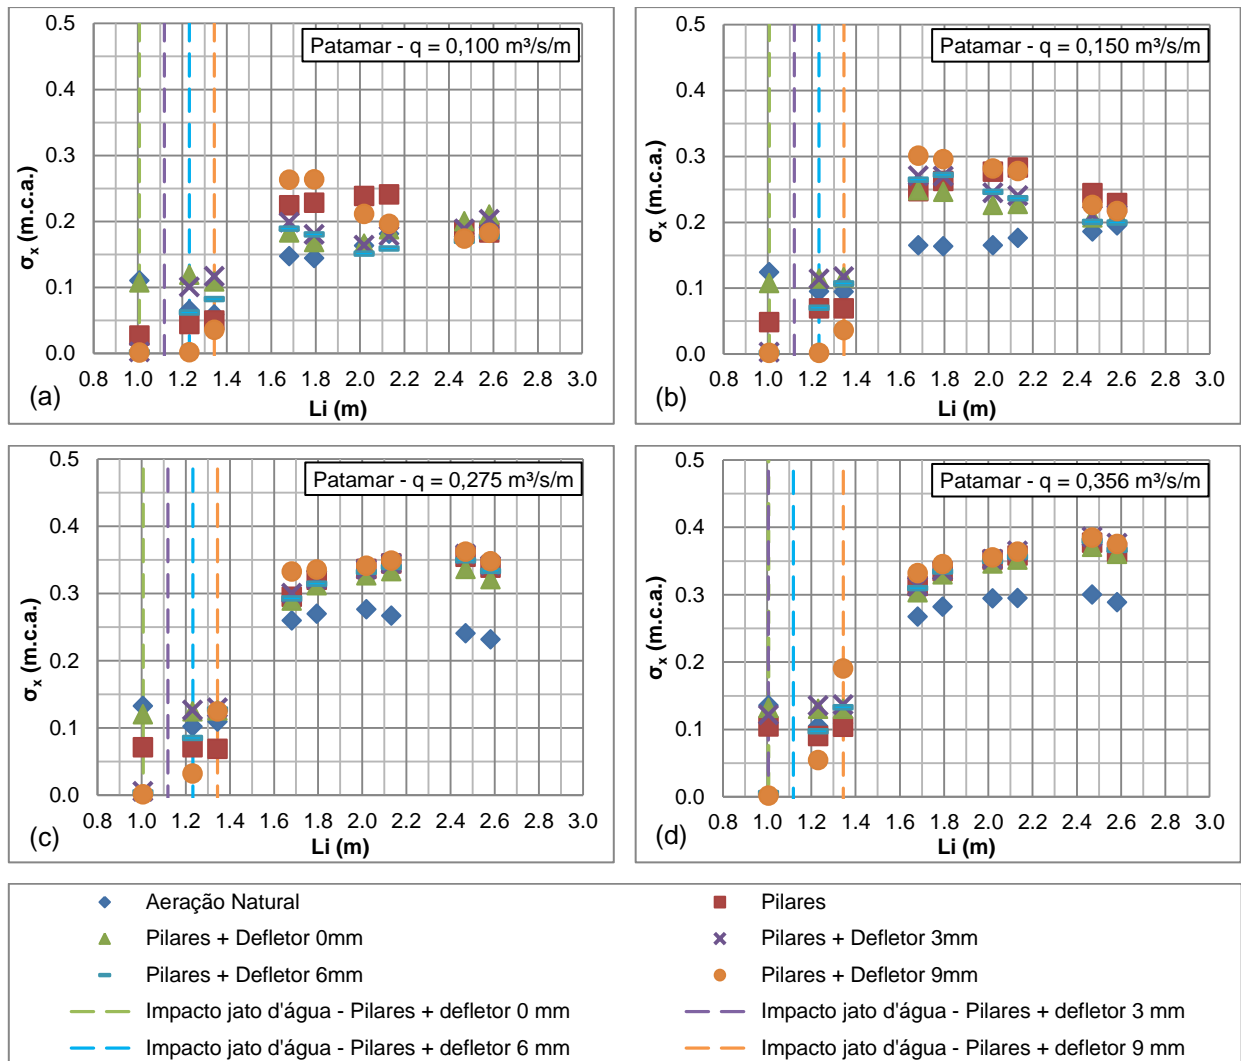 Patamar - q = 0,100 m³/s/m
0.5
0.4
0.3
0.2
0.1
0.0
σx (m.c.a.)
0.8 1.0 1.2 1.4 1.6 1.8 2.0 2.2 2.4 2.6 2.8 3.0
(a)
Li (m)
Patamar - q = 0,150 m³/s/m
0.5
0.4
0.3
0.2
0.1
0.0
σx (m.c.a.)
0.8 1.0 1.2 1.4 1.6 1.8 2.0 2.2 2.4 2.6 2.8 3.0
(b)
Li (m)
Patamar - q = 0,275 m³/s/m
0.5
0.4
0.3
0.2
0.1
0.0
σx (m.c.a.)
0.8 1.0 1.2 1.4 1.6 1.8 2.0 2.2 2.4 2.6 2.8 3.0
(c)
Li (m)
Patamar - q = 0,356 m³/s/m
0.5
0.4
0.3
0.2
0.1
0.0
σx (m.c.a.)
0.8 1.0 1.2 1.4 1.6 1.8 2.0 2.2 2.4 2.6 2.8 3.0
(d)
Li (m)
Aeração Natural
Pilares
Pilares + Defletor 0mm
Pilares + Defletor 3mm
Pilares + Defletor 6mm
Pilares + Defletor 9mm
Impacto jato d'água - Pilares + defletor 0 mm
Impacto jato d'água - Pilares + defletor 3 mm
Impacto jato d'água - Pilares + defletor 6 mm
Impacto jato d'água - Pilares + defletor 9 mm